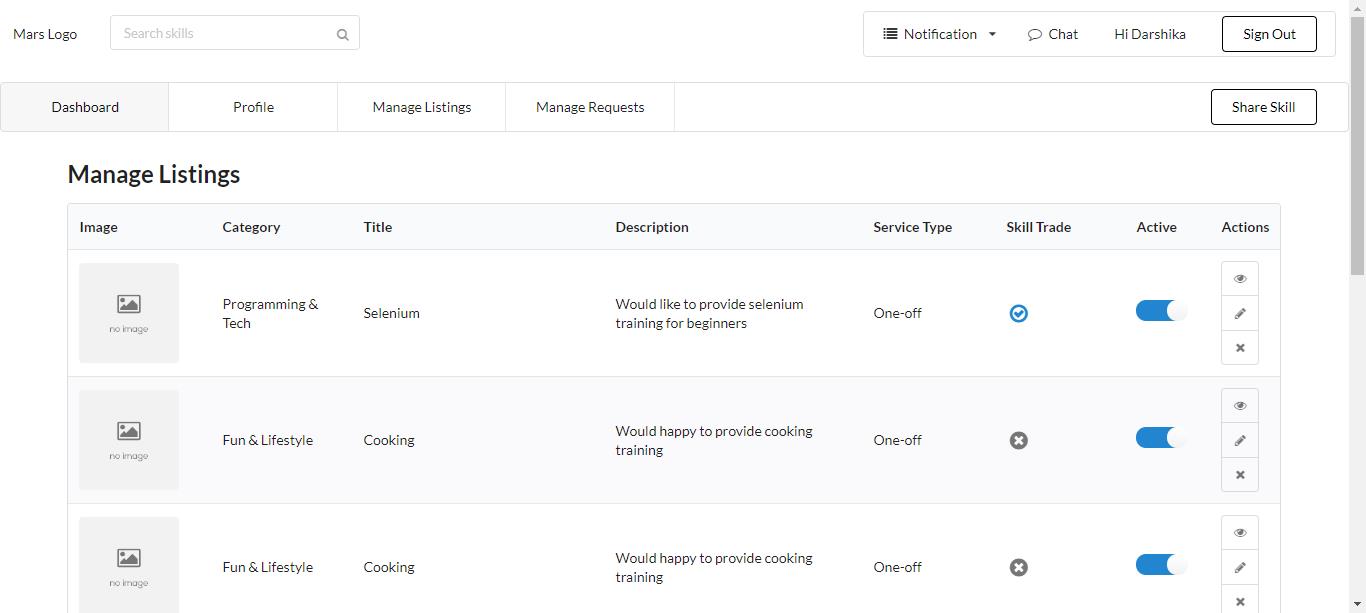 Mars Logo
Search skills
Notification
Chat
Hi Darshika
Sign Out
Dashboard
Profile
Manage Listings
Manage Requests
Share Skill
Manage Listings
Image
Category
Title
Description
Service Type
Skill Trade
Active
Actions
no image
Programming &
Tech
Selenium
Would like to provide selenium
training for beginners
One-off
no image
Fun & Lifestyle
Cooking
Would happy to provide cooking
training
One-off
no image
Fun & Lifestyle
Cooking
Would happy to provide cooking
training
One-off